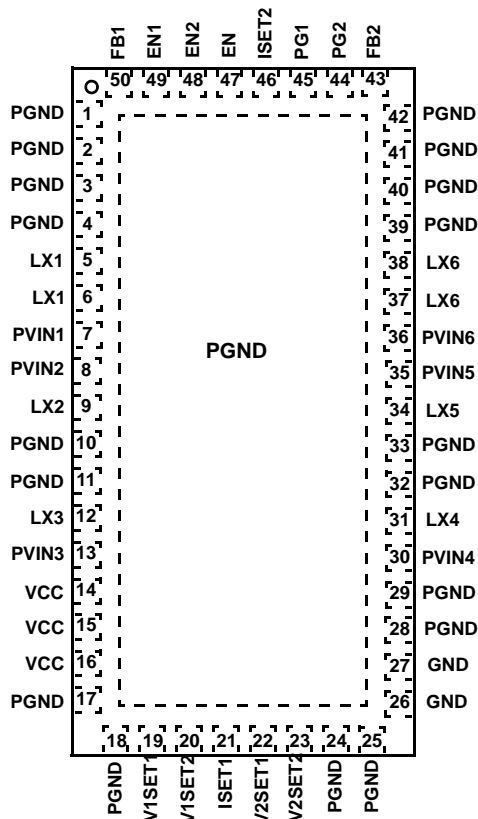 FB1 EN1 EN2 EN ISET2 PG1 PG2 FB2
50 49 48 47 46 45 44 43
PGND 1 42 PGND
PGND 2 41 PGND
PGND 3 40 PGND
PGND 4 39 PGND
LX1 5 38 LX6
LX1 6 37 LX6
PVIN1 7 36 PVIN6
PGND
PVIN2 8 35 PVIN5
LX2 9 34 LX5
PGND 10 33 PGND
PGND 11 32 PGND
LX3 12 31 LX4
PVIN3 13 30 PVIN4
VCC 14 29 PGND
VCC 15 28 PGND
VCC 16 27 GND
PGND 17 26 GND
18 19 20 21 22 23 24 25
PGND V1SET1 V1SET2 ISET1 V2SET1 V2SET2 PGND PGND